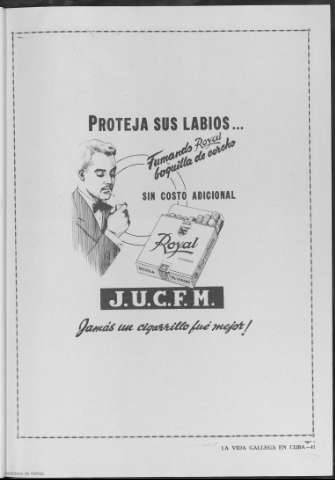 PROTEJA SUS LABIOS...
Fumando Royal
boquilla de corcho
SIN COSTO ADICIONAL
Royal
J.U.C.F.M.
Jamás un cigarrillo fué mejor!
LA VIDA GALLEGA EN CUBA—41